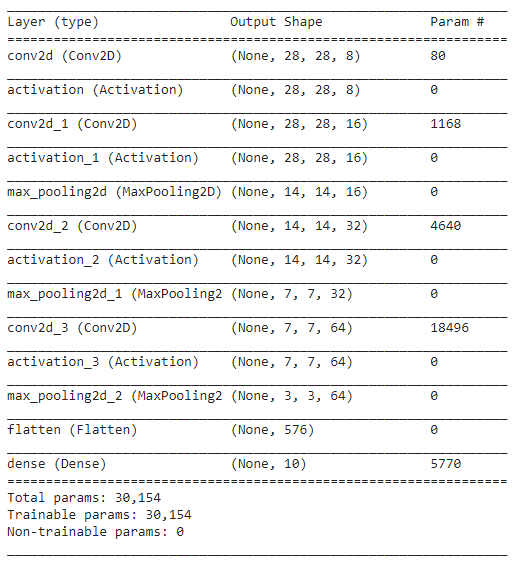 Layer (type) Output Shape Param #
=================================================================
conv2d (Conv2D) (None, 28, 28, 8) 80
activation (Activation) (None, 28, 28, 8) 0
conv2d_1 (Conv2D) (None, 28, 28, 16) 1168
activation_1 (Activation) (None, 28, 28, 16) 0
max_pooling2d (MaxPooling2D) (None, 14, 14, 16) 0
conv2d_2 (Conv2D) (None, 14, 14, 32) 4640
activation_2 (Activation) (None, 14, 14, 32) 0
max_pooling2d_1 (MaxPooling2 (None, 7, 7, 32) 0
conv2d_3 (Conv2D) (None, 7, 7, 64) 18496
activation_3 (Activation) (None, 7, 7, 64) 0
max_pooling2d_2 (MaxPooling2 (None, 3, 3, 64) 0
flatten (Flatten) (None, 576) 0
dense (Dense) (None, 10) 5770
=================================================================
Total params: 30,154
Trainable params: 30,154
Non-trainable params: 0